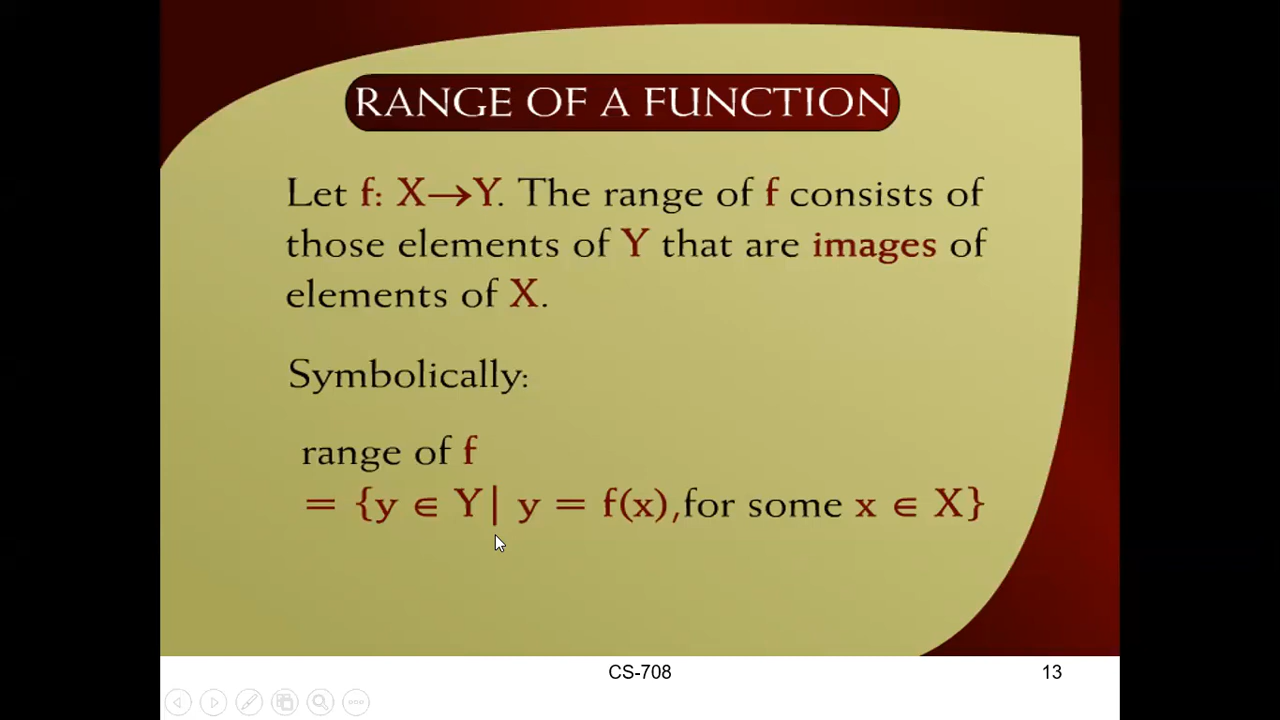 RANGE OF A FUNCTION
Let f: X→Y. The range of f consists of
those elements of Y that are images of
elements of X.
Symbolically:
range of f
= {y ∈ Y| y = f(x),for some x ∈ X}
CS-708
13